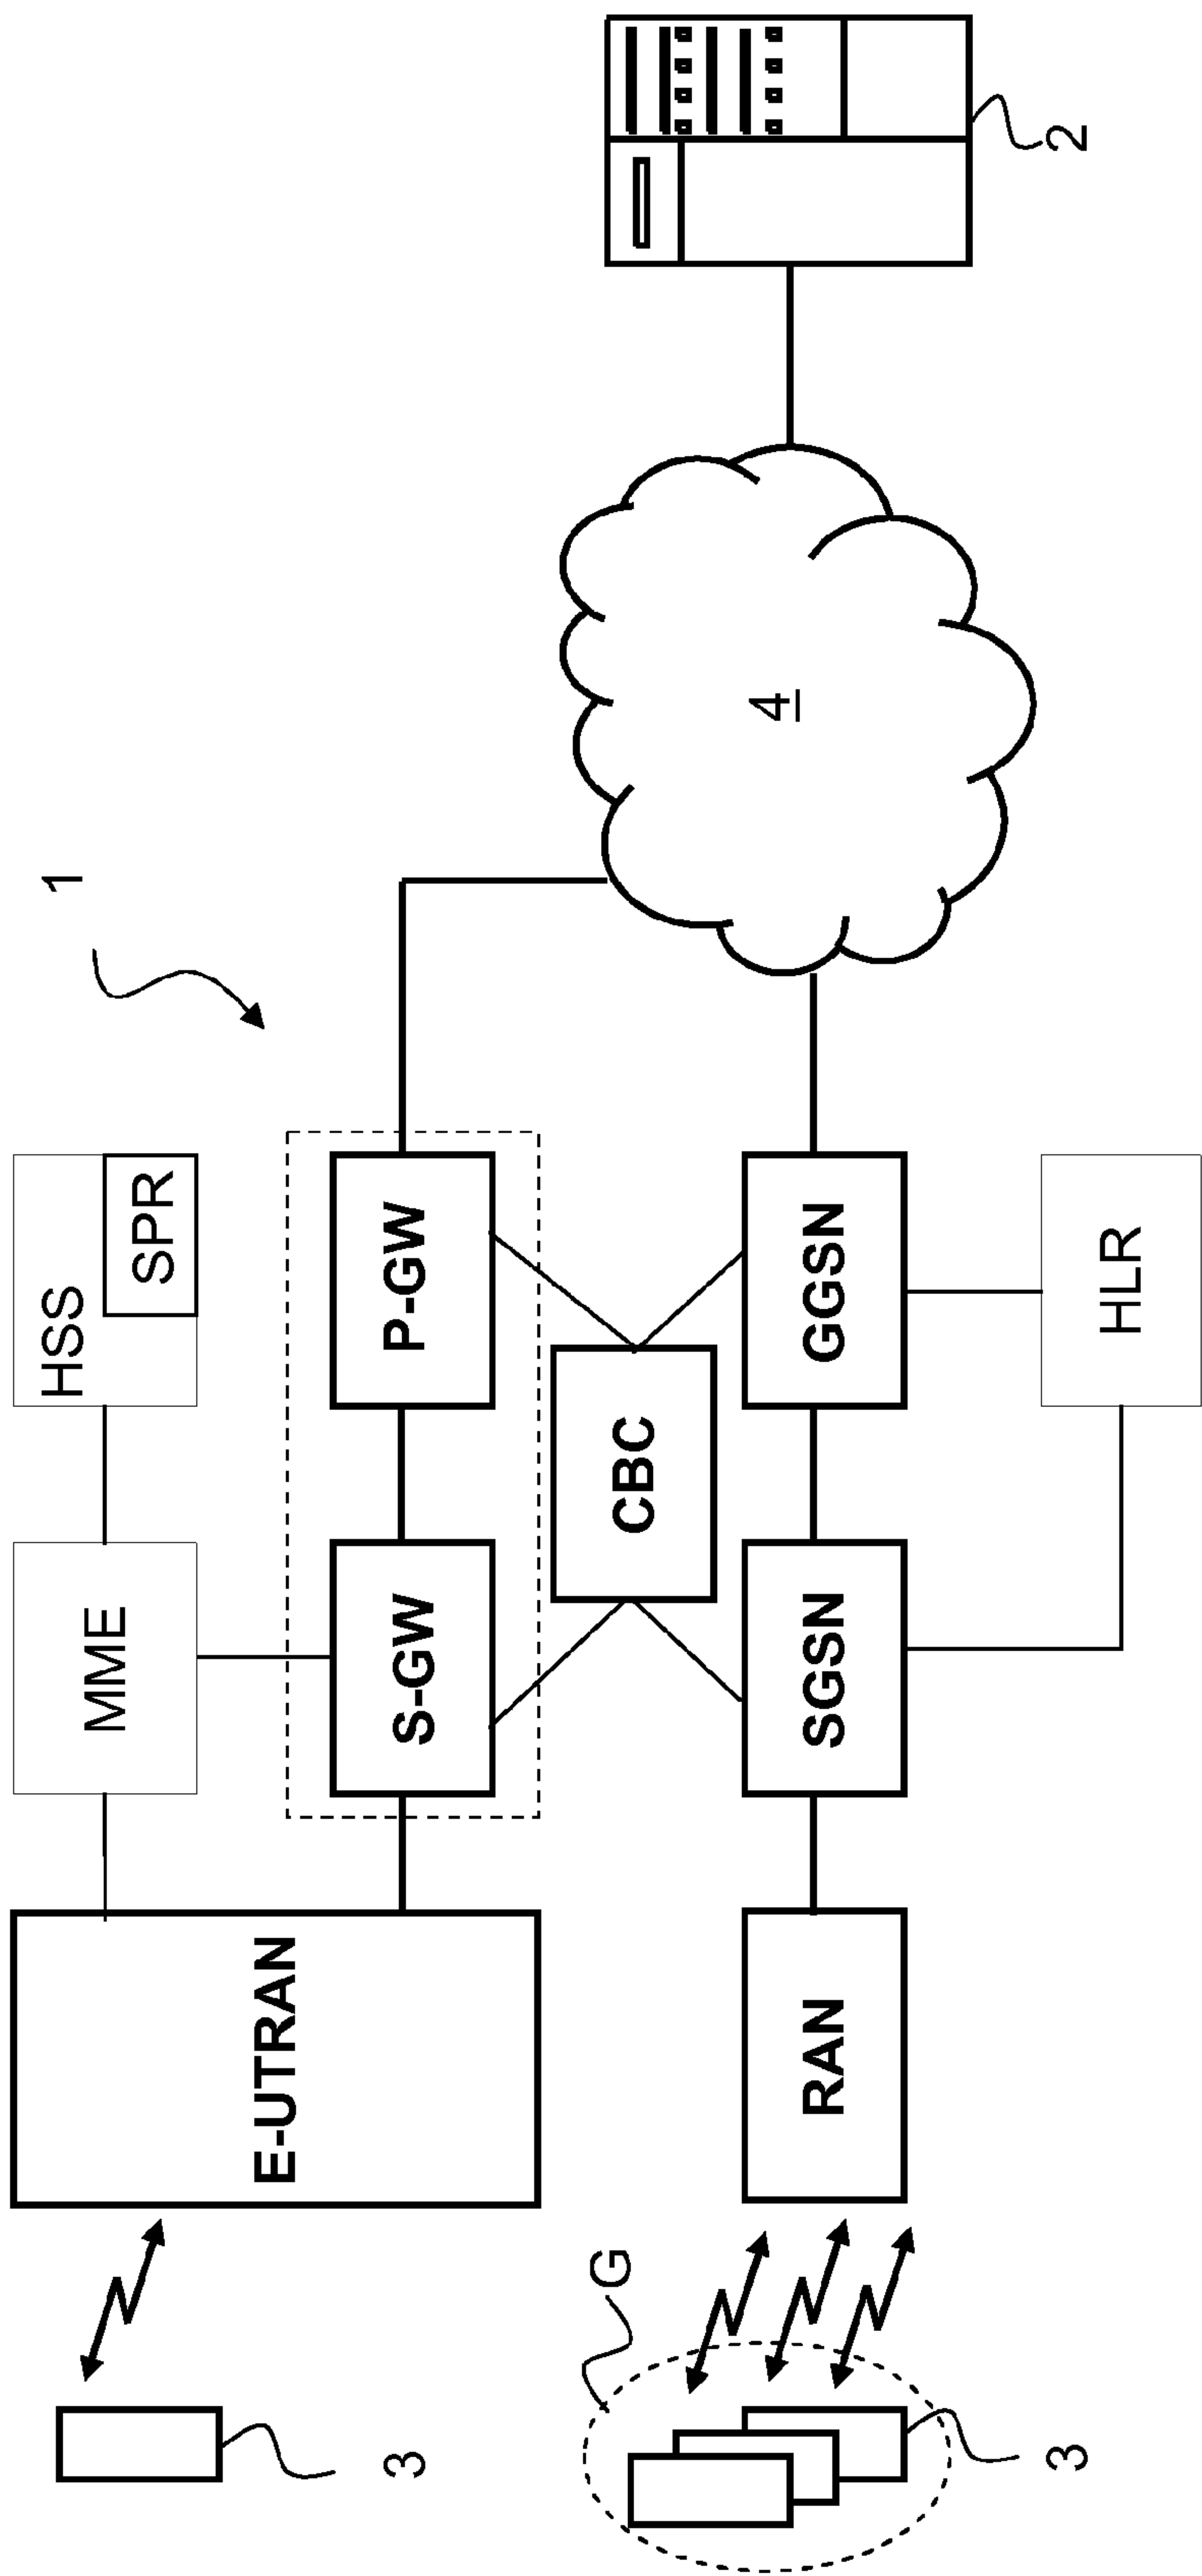 1
HSS
SPR
MME
E-UTRAN
3
P-GW
S-GW
CBC
4
2
G
GGSN
SGSN
RAN
HLR
3